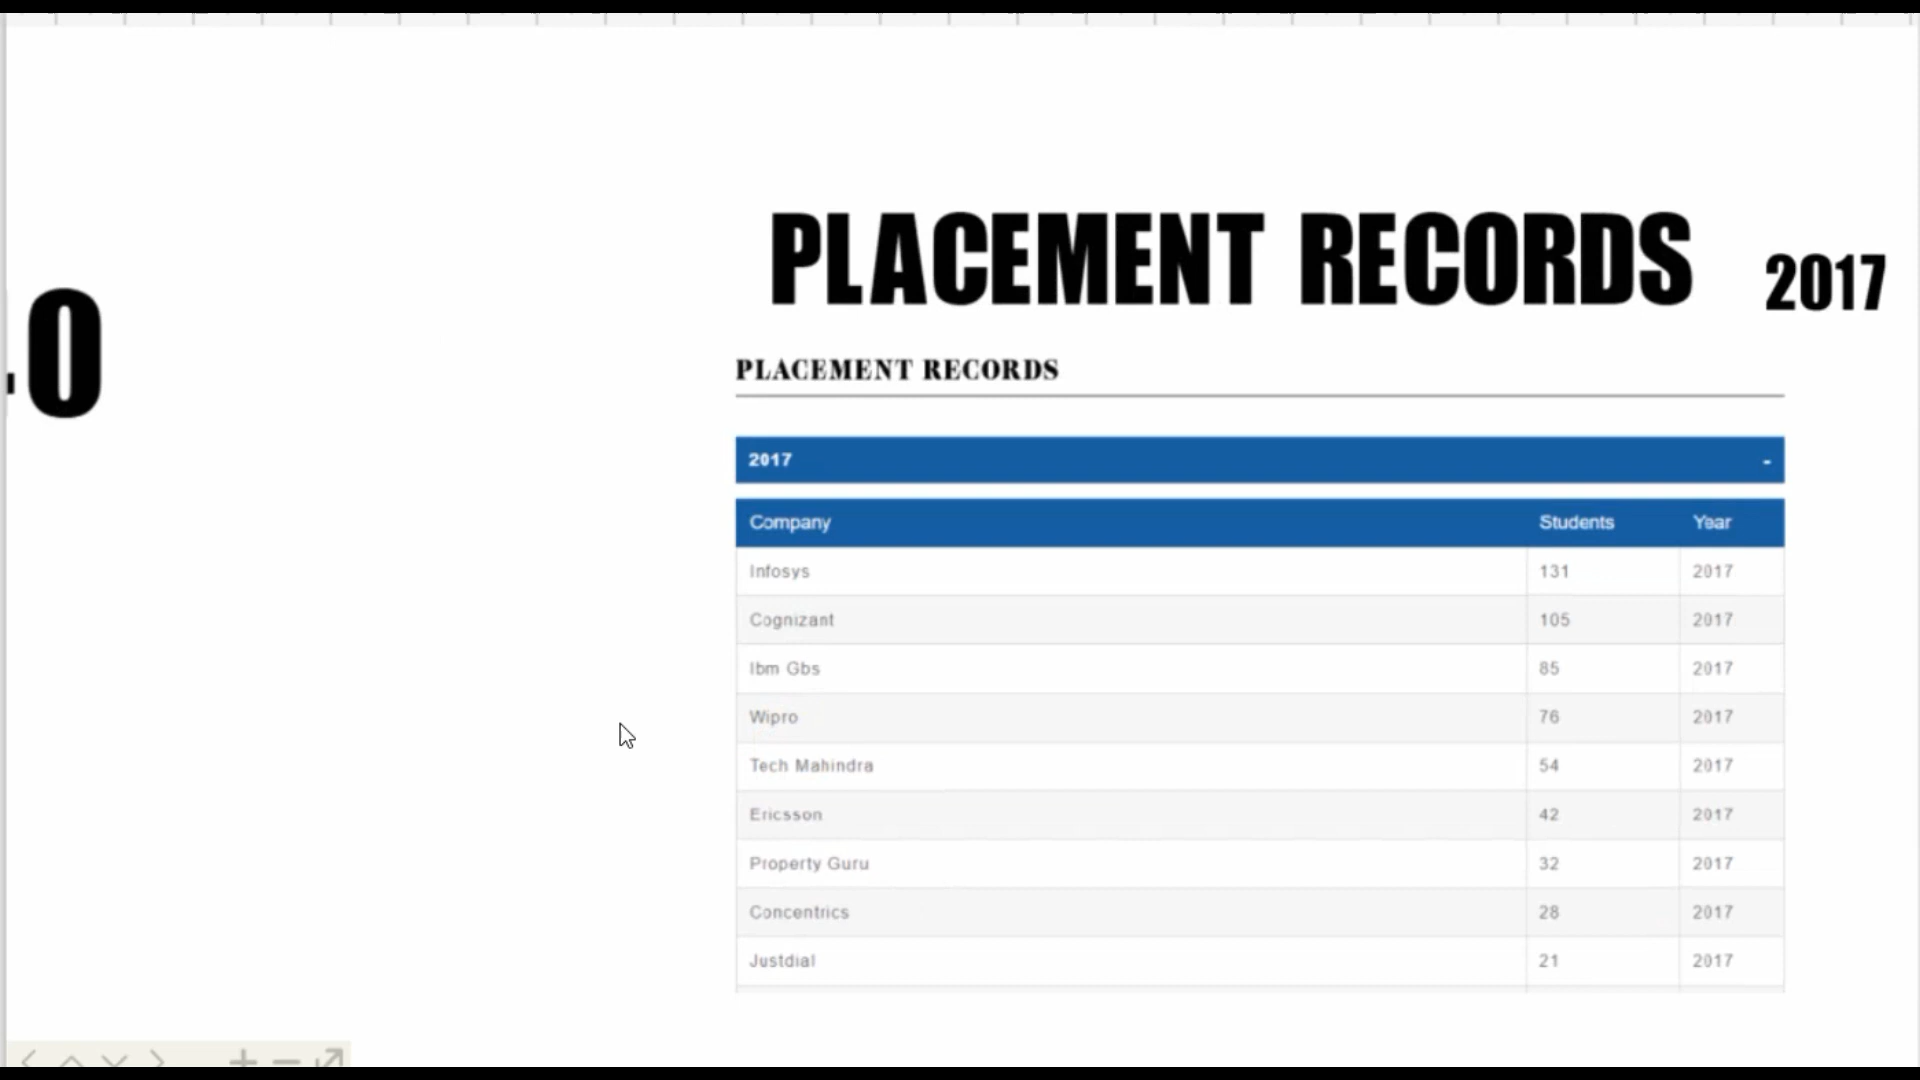 PLACEMENT RECORDS 2017
0
PLACEMENT RECORDS
2017 -
Company Students Year
Infosys 131 2017
Cognizant 105 2017
Ibm Gbs 85 2017
Wipro 76 2017
Tech Mahindra 54 2017
Ericsson 42 2017
Property Guru 32 2017
Concentrics 28 2017
Justdial 21 2017